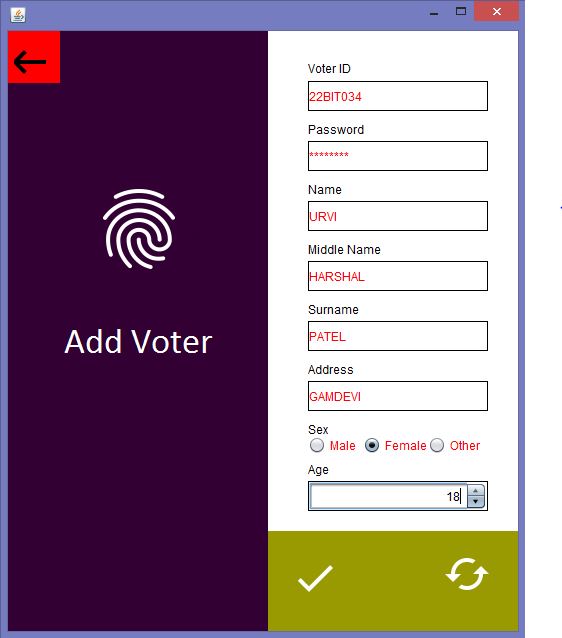 Add Voter
Voter ID
22BIT034
Password
********
Name
URVI
Middle Name
HARSHAL
Surname
PATEL
Address
GAMDEVI
Sex
Male Female Other
Age
18